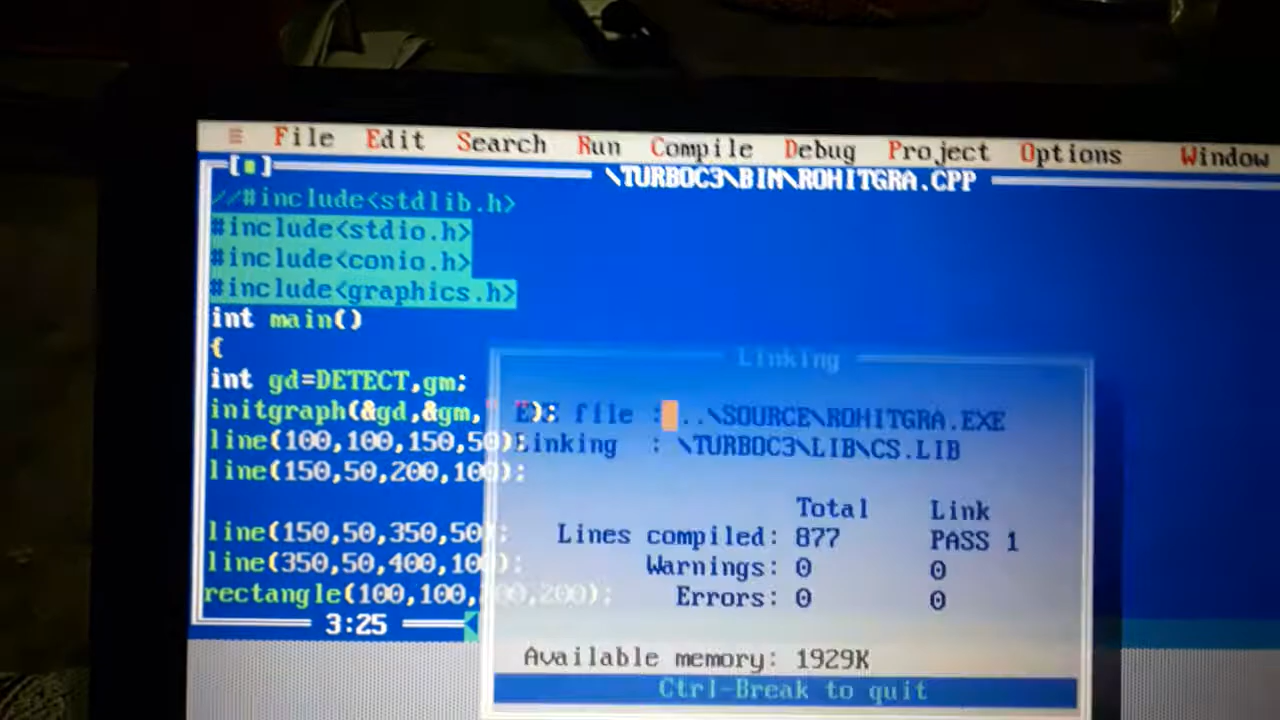 ≡ File Edit Search Run Compile Debug Project Options Window
\TURBOC3\BIN\ROHITGRA.CPP
//#include<stdlib.h>
#include<stdio.h>
#include<conio.h>
#include<graphics.h>
int main()
{
int gd=DETECT,gm;
initgraph(&gd,&gm,
line(100,100,150,50);
line(150,50,200,100);
line(150,50,350,50);
line(350,50,400,100);
rectangle(100,100,200,200);
3:25
Linking
EXE file : ..\SOURCE\ROHITGRA.EXE
Linking : \TURBOC3\LIB\CS.LIB
Total Link
Lines compiled: 877 PASS 1
Warnings: 0 0
Errors: 0 0
Available memory: 1929K
Ctrl-Break to quit